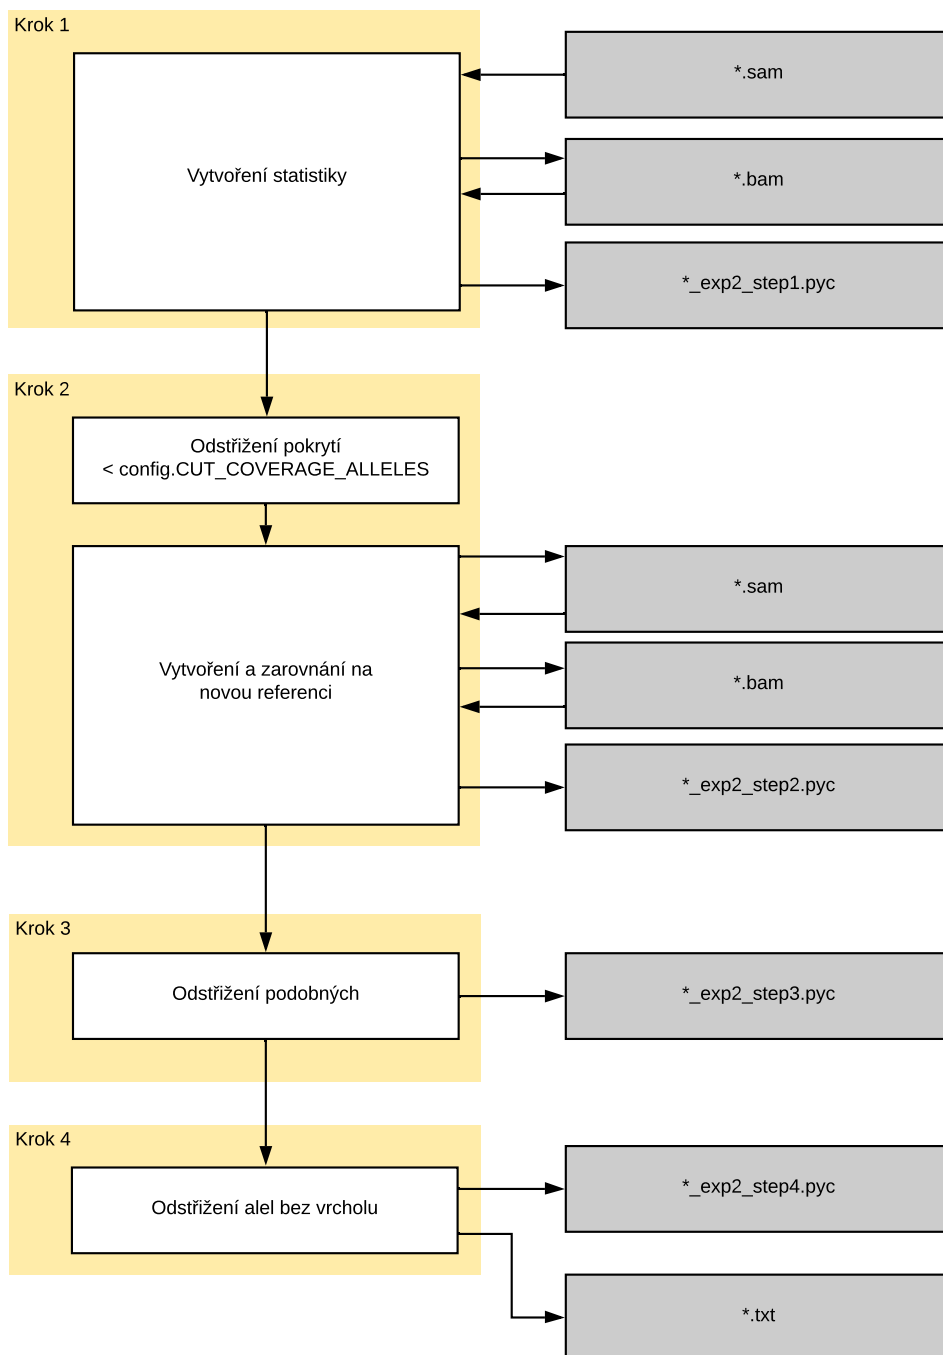 Krok 1
Vytvoření statistiky
*.sam
*.bam
*_exp2_step1.pyc
Krok 2
Odstřižení pokrytí
< config.CUT_COVERAGE_ALLELES
Vytvoření a zarovnání na
novou referenci
*.sam
*.bam
*_exp2_step2.pyc
Krok 3
Odstřižení podobných
*_exp2_step3.pyc
Krok 4
Odstřižení alel bez vrcholu
*_exp2_step4.pyc
*.txt